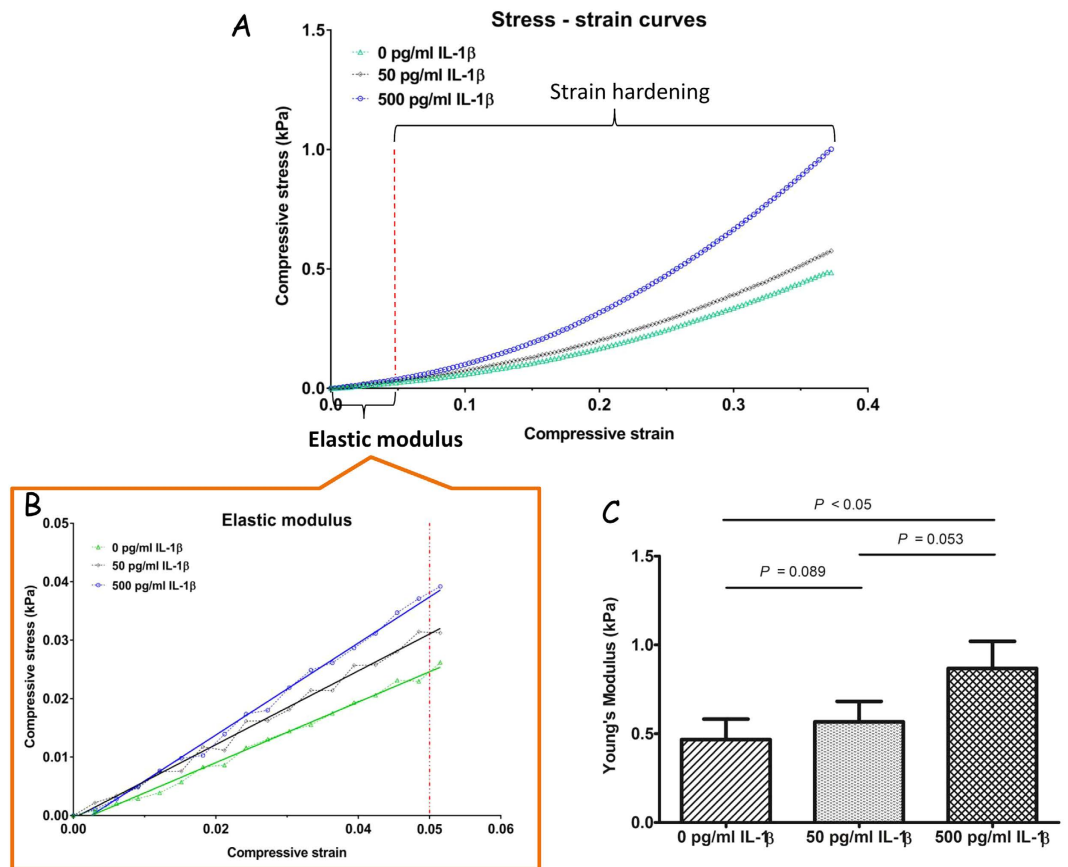 A
Stress - strain curves
1.5
0 pg/ml IL-1β
50 pg/ml IL-1β
500 pg/ml IL-1β
Strain hardening
Compressive stress (kPa)
1.0
0.5
0.0
0.0 0.1 0.2 0.3 0.4
Elastic modulus
Compressive strain
B
Elastic modulus
0.05
0 pg/ml IL-1β
50 pg/ml IL-1β
500 pg/ml IL-1β
0.04
Compressive stress (kPa)
0.03
0.02
0.01
0.00
0.00 0.02 0.04 0.05 0.06
Compressive strain
C
P < 0.05
P = 0.053
P = 0.089
1.5
Young's Modulus (kPa)
1.0
0.5
0.0
0 pg/ml IL-1β 50 pg/ml IL-1β 500 pg/ml IL-1β